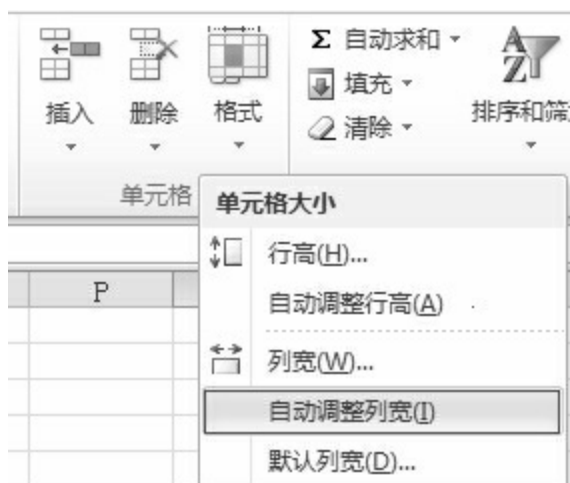 Σ 自动求和
填充
清除
插入 删除 格式
排序和筛
单元格
单元格大小
行高(H)...
P
自动调整行高(A)
列宽(W)...
自动调整列宽(I)
默认列宽(D)...